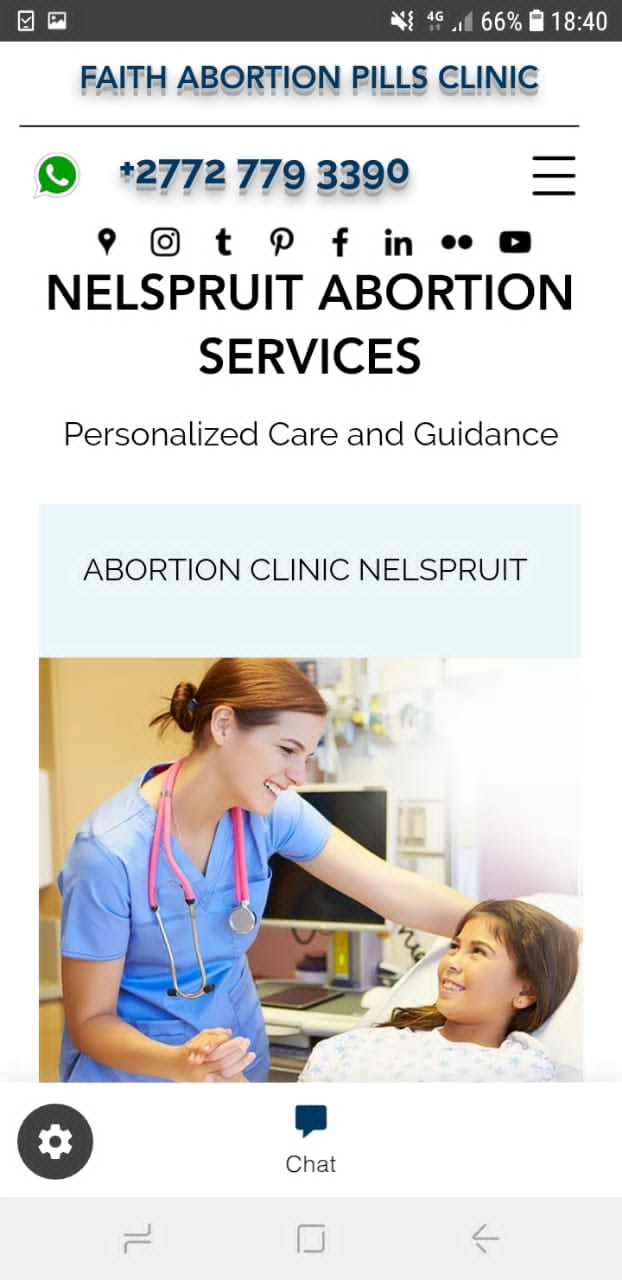 4G 66% 18:40
FAITH ABORTION PILLS CLINIC
+2772 779 3390
NELSPRUIT ABORTION
SERVICES
Personalized Care and Guidance
ABORTION CLINIC NELSPRUIT
Chat